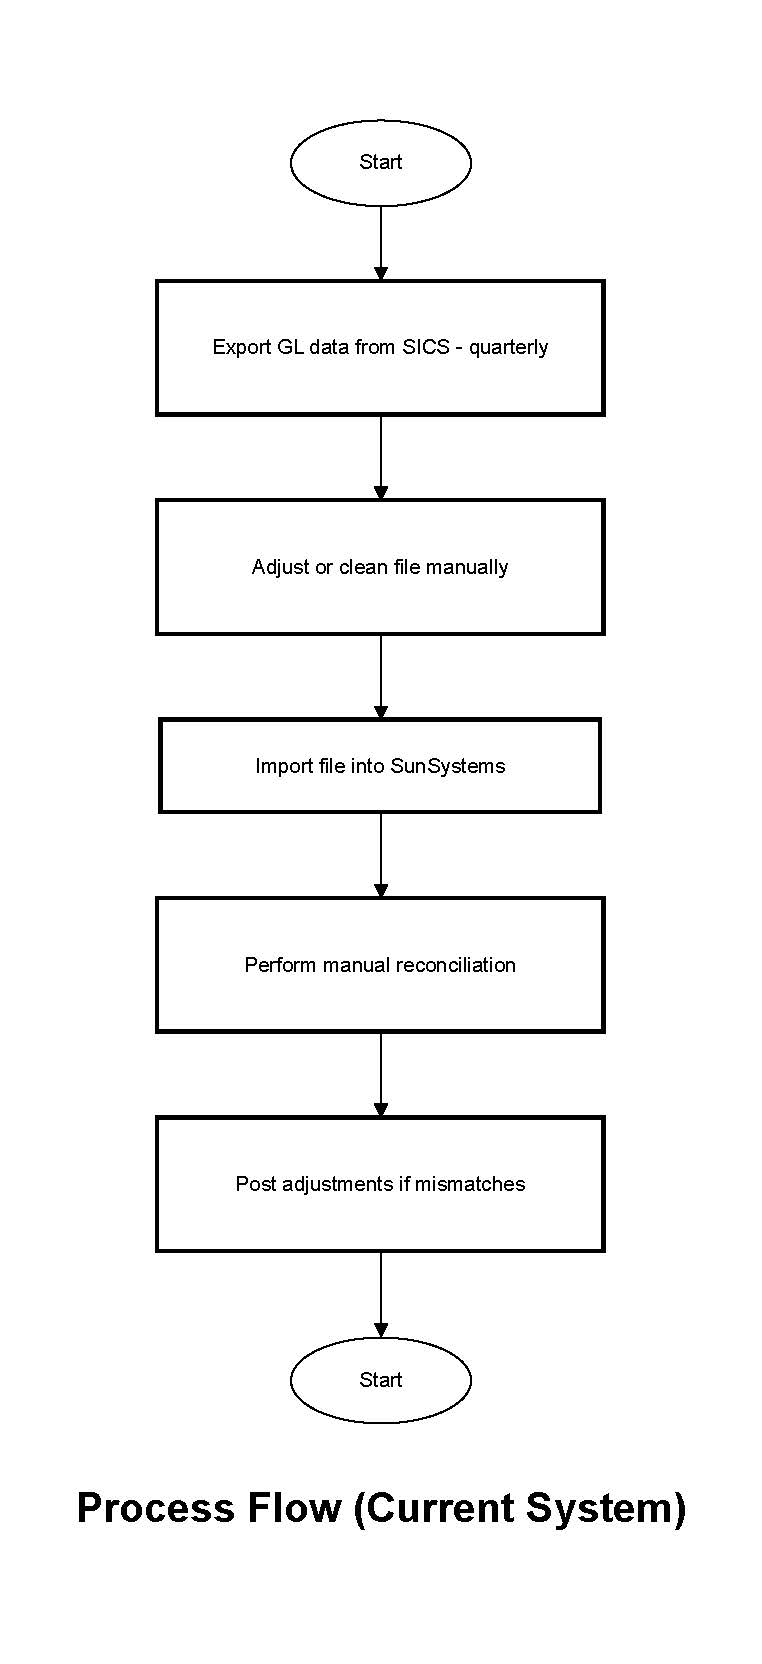 Start
Export GL data from SICS - quarterly
Adjust or clean file manually
Import file into SunSystems
Perform manual reconciliation
Post adjustments if mismatches
Start
Process Flow (Current System)